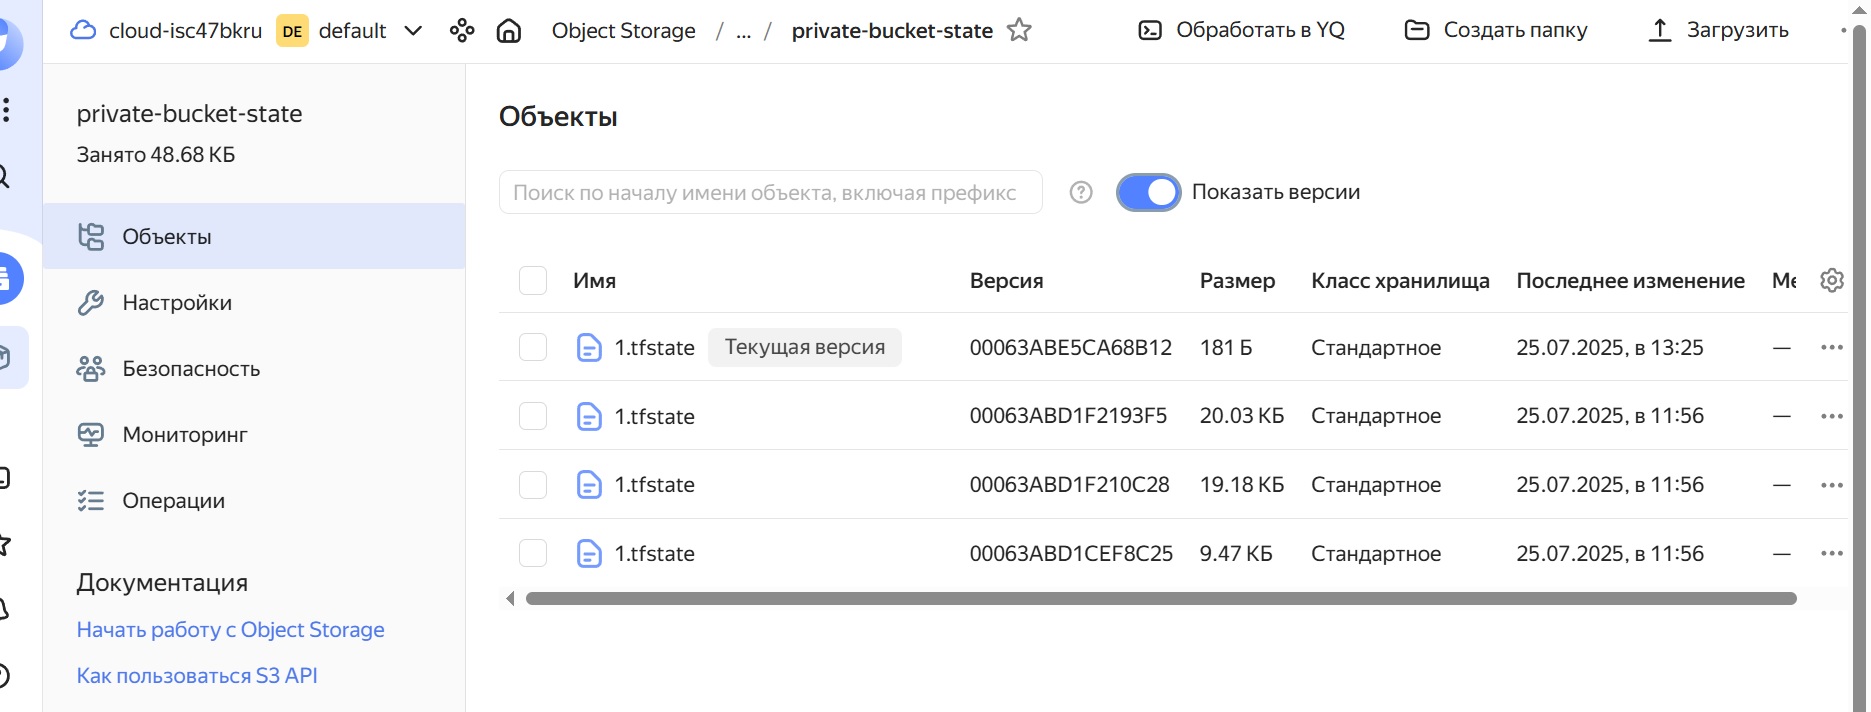 cloud-isc47bkru DE default Object Storage / ... / private-bucket-state Обработать в YQ Создать папку Загрузить
private-bucket-state
Занято 48.68 КБ
Объекты
Настройки
Безопасность
Мониторинг
Операции
Документация
Начать работу с Object Storage
Как пользоваться S3 API
Объекты
Поиск по началу имени объекта, включая префикс ? Показать версии
Имя Версия Размер Класс хранилища Последнее изменение
1.tfstate Текущая версия 00063ABE5CA68B12 181 Б Стандартное 25.07.2025, в 13:25 —
1.tfstate 00063ABD1F2193F5 20.03 КБ Стандартное 25.07.2025, в 11:56 —
1.tfstate 00063ABD1F210C28 19.18 КБ Стандартное 25.07.2025, в 11:56 —
1.tfstate 00063ABD1CEF8C25 9.47 КБ Стандартное 25.07.2025, в 11:56 —